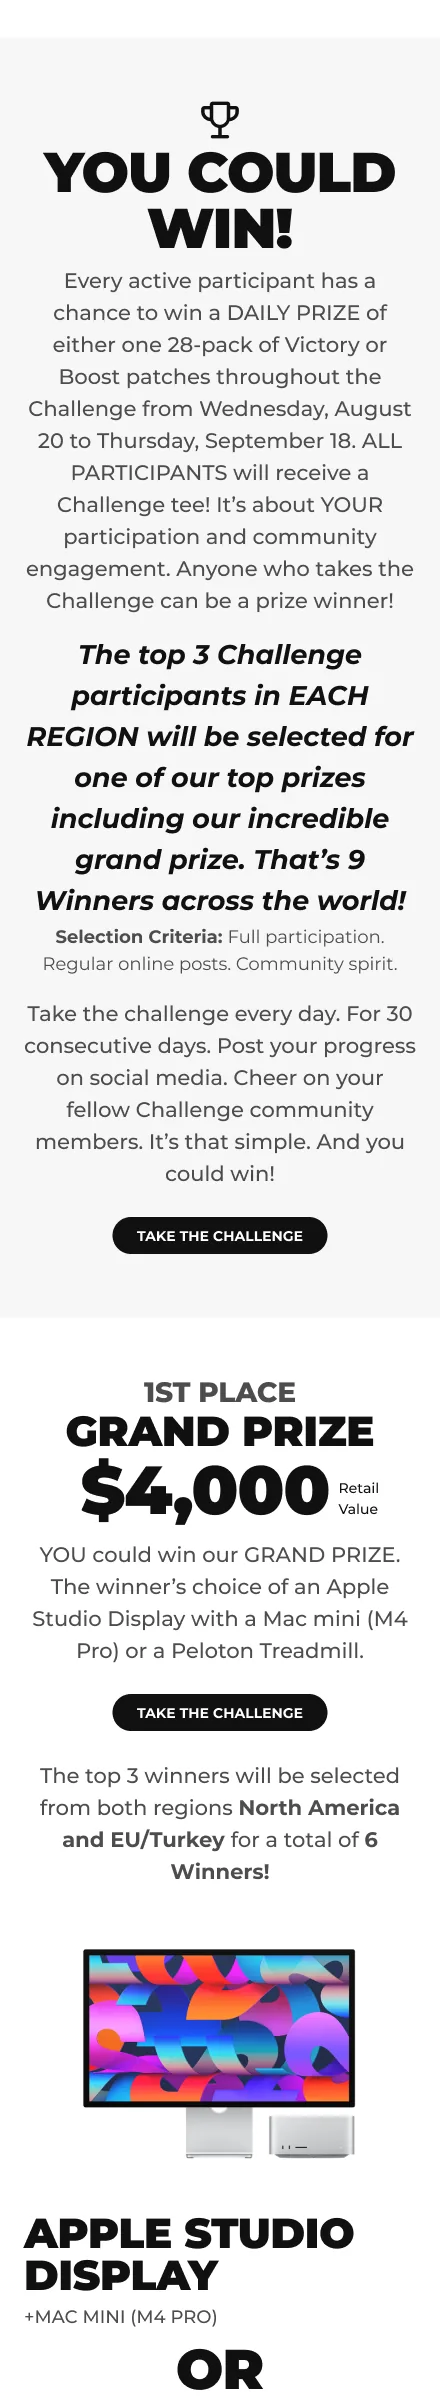 YOU COULD
WIN!
Every active participant has a
chance to win a DAILY PRIZE of
either one 28-pack of Victory or
Boost patches throughout the
Challenge from Wednesday, August
20 to Thursday, September 18. ALL
PARTICIPANTS will receive a
Challenge tee! It’s about YOUR
participation and community
engagement. Anyone who takes the
Challenge can be a prize winner!
The top 3 Challenge
participants in EACH
REGION will be selected for
one of our top prizes
including our incredible
grand prize. That’s 9
Winners across the world!
Selection Criteria: Full participation.
Regular online posts. Community spirit.
Take the challenge every day. For 30
consecutive days. Post your progress
on social media. Cheer on your
fellow Challenge community
members. It’s that simple. And you
could win!
TAKE THE CHALLENGE
1ST PLACE
GRAND PRIZE
$4,000 Retail
Value
YOU could win our GRAND PRIZE.
The winner’s choice of an Apple
Studio Display with a Mac mini (M4
Pro) or a Peloton Treadmill.
TAKE THE CHALLENGE
The top 3 winners will be selected
from both regions North America
and EU/Turkey for a total of 6
Winners!
APPLE STUDIO
DISPLAY
+MAC MINI (M4 PRO)
OR